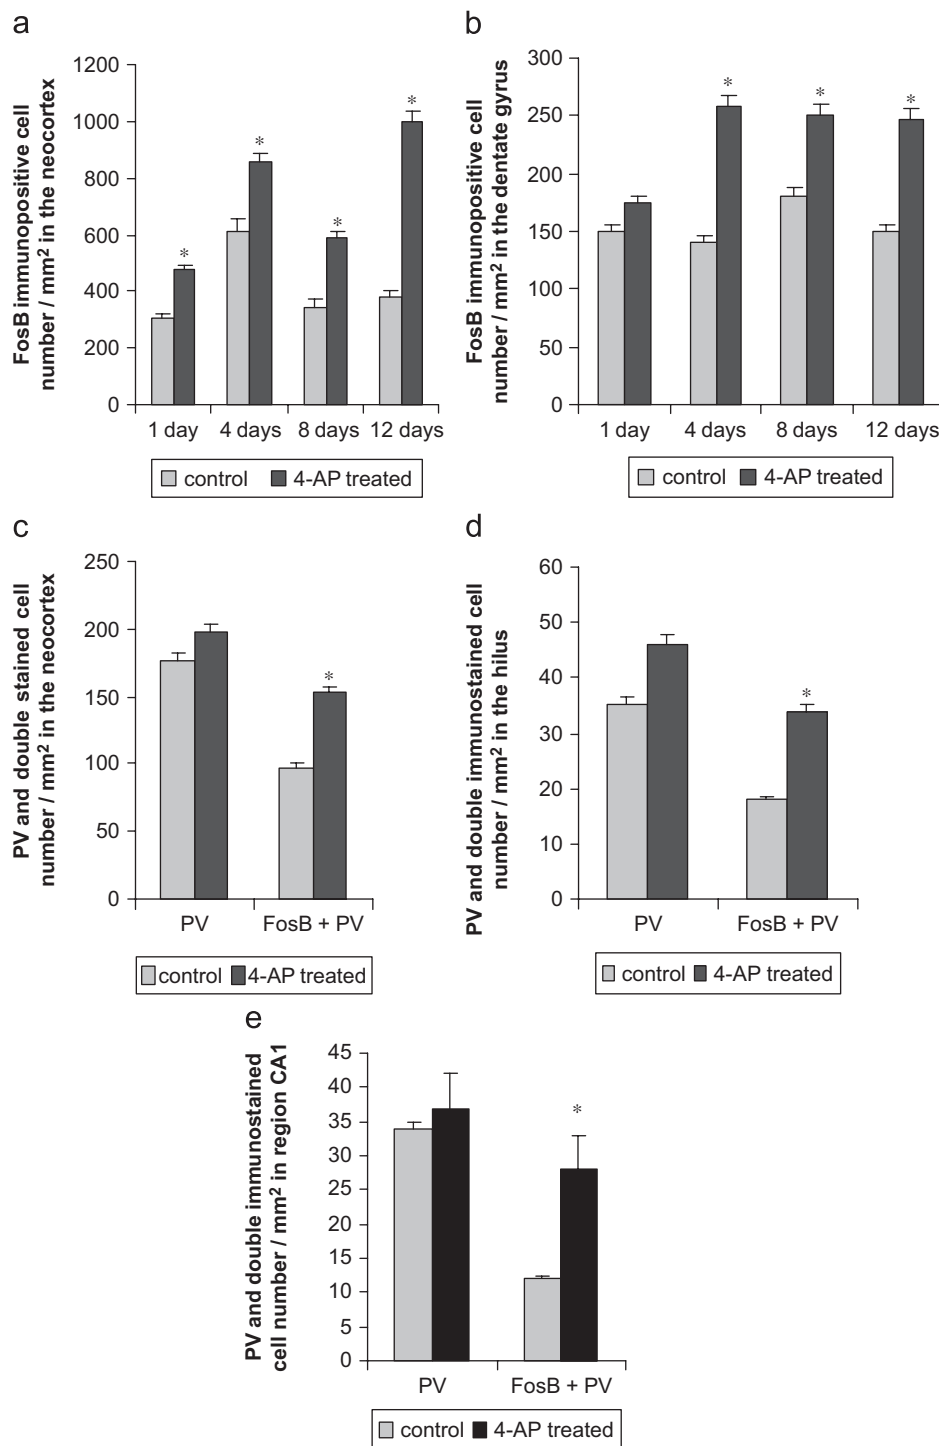 a
FosB immunopositive cell
number / mm² in the neocortex
1200
1000
800
600
400
200
0
*
*
*
*
1 day
4 days
8 days
12 days
control
4-AP treated
b
FosB immunopositive cell
number / mm² in the dentate gyrus
300
250
200
150
100
50
0
*
*
*
1 day
4 days
8 days
12 days
control
4-AP treated
c
PV and double stained cell
number / mm² in the neocortex
250
200
150
100
50
0
*
PV
FosB + PV
control
4-AP treated
d
PV and double immunostained cell
number / mm² in the hilus
60
50
40
30
20
10
0
*
PV
FosB + PV
control
4-AP treated
e
PV and double immunostained
cell number / mm² in region CA1
45
40
35
30
25
20
15
10
5
0
*
PV
FosB + PV
control
4-AP treated